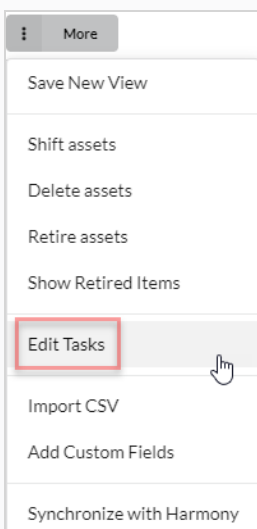 More
Save New View
Shift assets
Delete assets
Retire assets
Show Retired Items
Edit Tasks
Import CSV
Add Custom Fields
Synchronize with Harmony